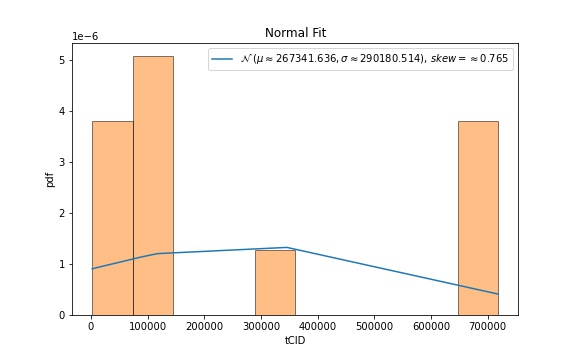 Normal Fit
1e−6
𝒩(μ ≈ 267341.636, σ ≈ 290180.514), skew = ≈ 0.765
5
4
3
2
1
0
pdf
0 100000 200000 300000 400000 500000 600000 700000
tCID